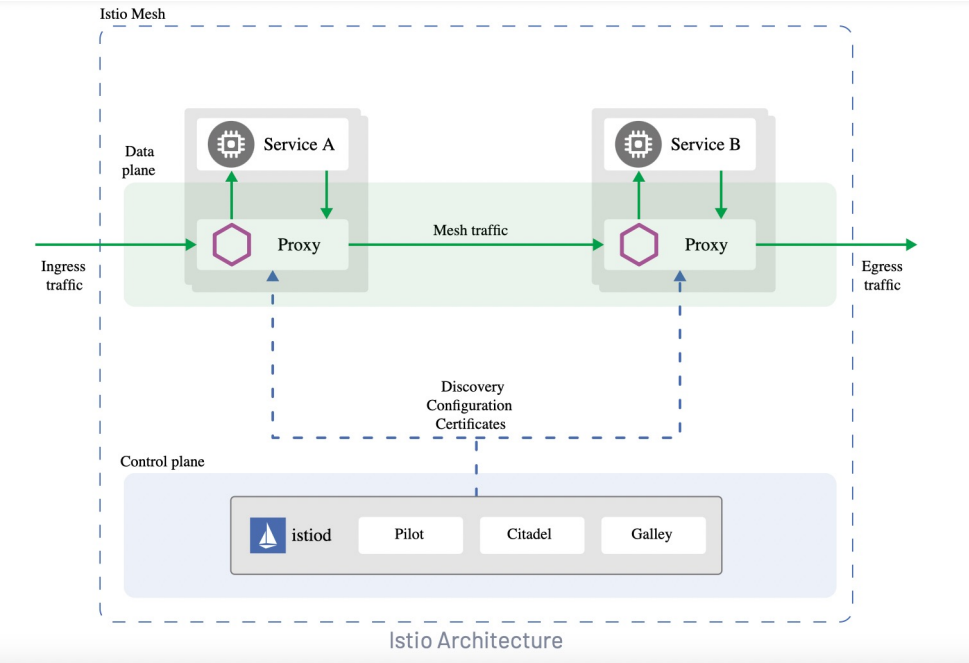 Istio Mesh
Data
plane
Service A
Service B
Proxy
Mesh traffic
Proxy
Ingress
traffic
Egress
traffic
Discovery
Configuration
Certificates
Control plane
istiod
Pilot
Citadel
Galley
Istio Architecture